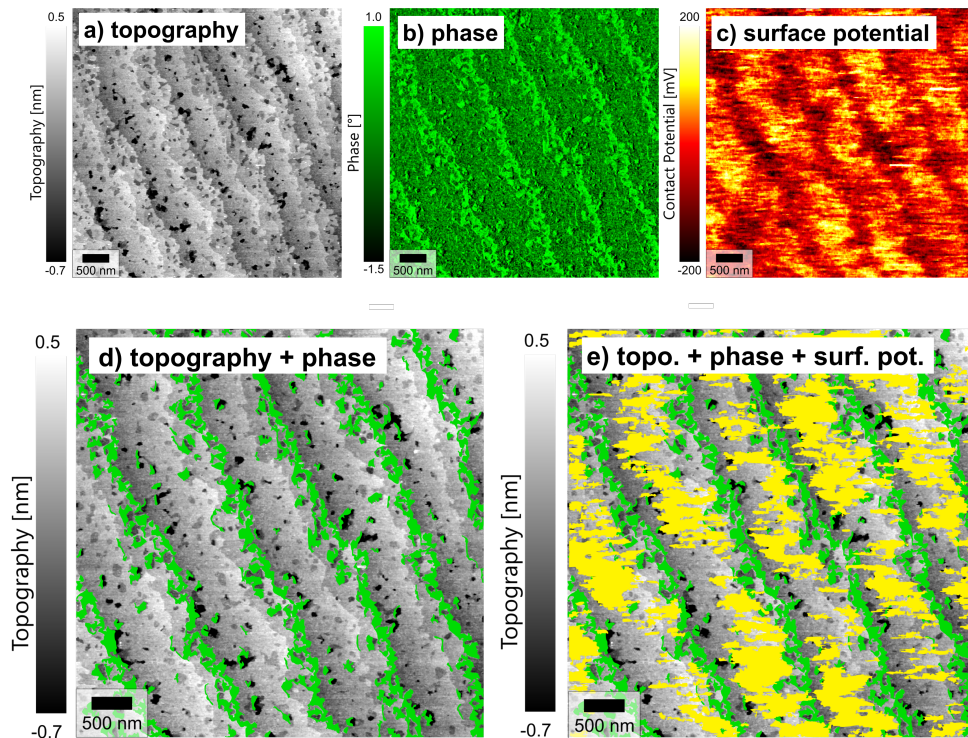 0.5
a) topography
Topography [nm]
-0.7
500 nm
1.0
b) phase
Phase [°]
-1.5
500 nm
200
c) surface potential
Contact Potential [mV]
-200
500 nm
0.5
d) topography + phase
Topography [nm]
-0.7
500 nm
0.5
e) topo. + phase + surf. pot.
Topography [nm]
-0.7
500 nm